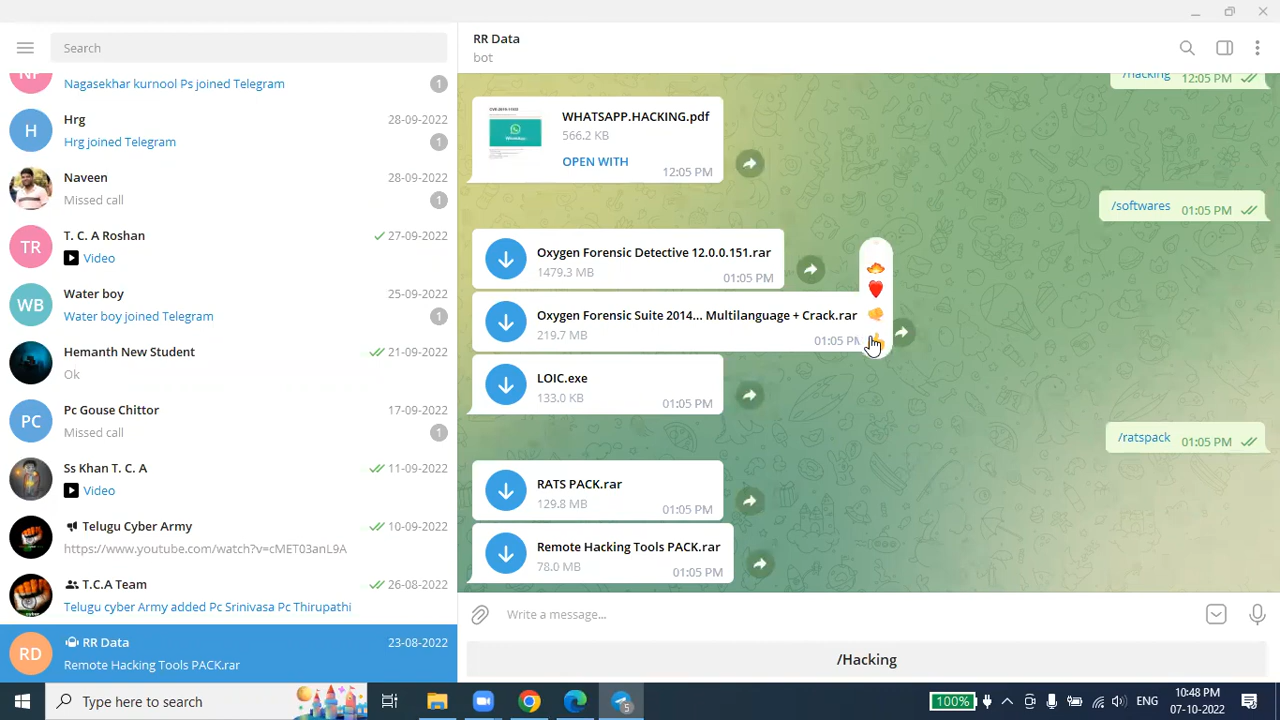 Search
Nagasekhar kurnool Ps joined Telegram
1
H
Hrg
28-09-2022
Hrg joined Telegram
1
Naveen
28-09-2022
Missed call
1
TR
T. C. A Roshan
27-09-2022
Video
WB
Water boy
25-09-2022
Water boy joined Telegram
1
Hemanth New Student
21-09-2022
Ok
PC
Pc Gouse Chittor
17-09-2022
Missed call
1
Ss Khan T. C. A
11-09-2022
Video
Telugu Cyber Army
10-09-2022
https://www.youtube.com/watch?v=cMET03anL9A
T.C.A Team
26-08-2022
Telugu cyber Army added Pc Srinivasa Pc Thirupathi
RD
RR Data
23-08-2022
Remote Hacking Tools PACK.rar
RR Data
bot
/hacking
12:05 PM
WHATSAPP.HACKING.pdf
566.2 KB
OPEN WITH
12:05 PM
/softwares
01:05 PM
Oxygen Forensic Detective 12.0.0.151.rar
1479.3 MB
01:05 PM
Oxygen Forensic Suite 2014... Multilanguage + Crack.rar
219.7 MB
01:05 PM
LOIC.exe
133.0 KB
01:05 PM
/ratspack
01:05 PM
RATS PACK.rar
129.8 MB
01:05 PM
Remote Hacking Tools PACK.rar
78.0 MB
01:05 PM
Write a message...
/Hacking
Type here to search
5
100%
ENG
10:48 PM
07-10-2022